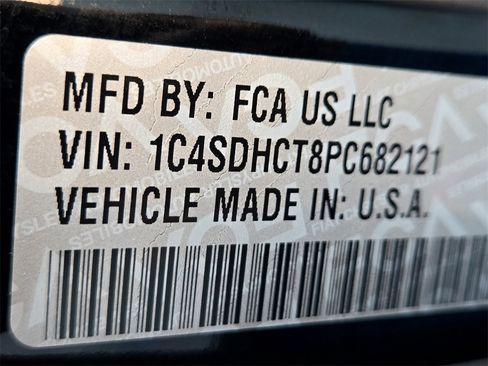 MFD BY: FCA US LLC
VIN: 1C4SDHCT8PC682121
VEHICLE MADE IN: U.S.A.